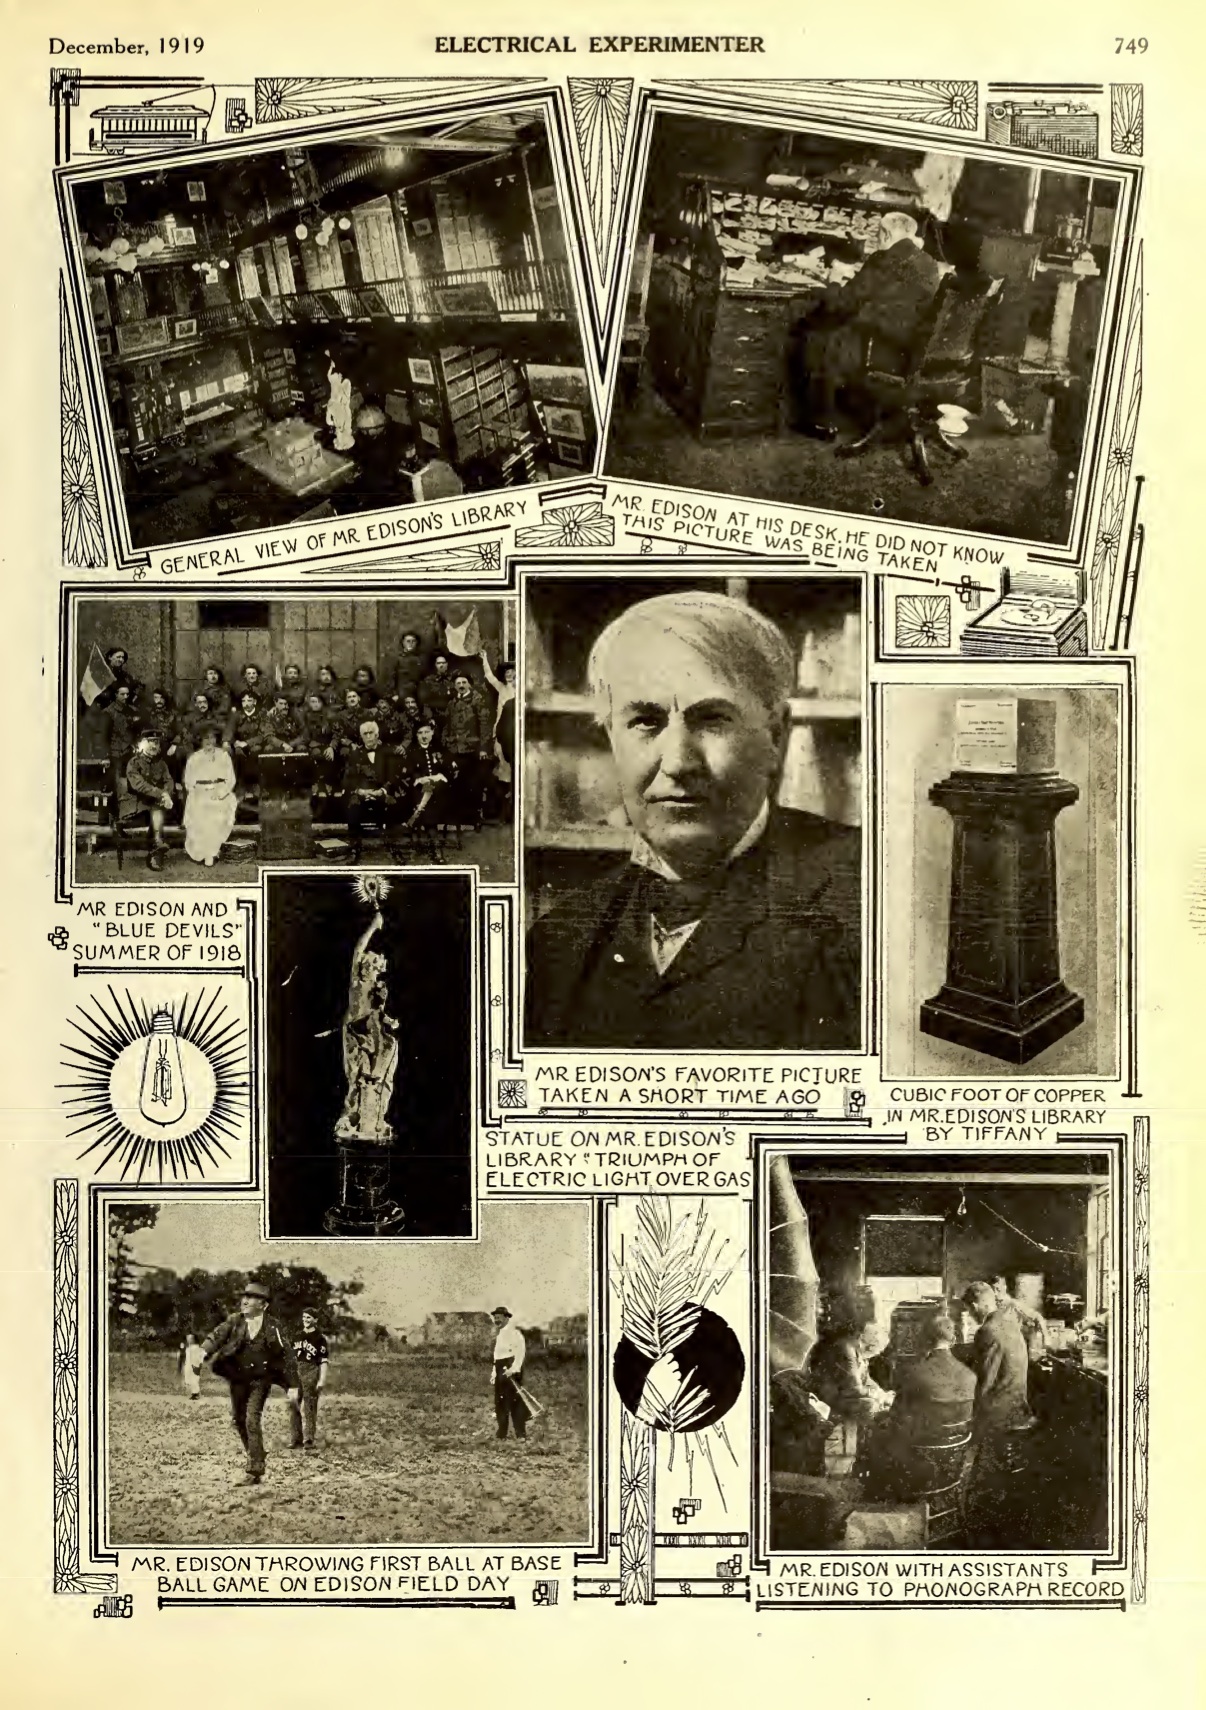 December, 1919
ELECTRICAL EXPERIMENTER
749
GENERAL VIEW OF MR EDISON'S LIBRARY
MR. EDISON AT HIS DESK. HE DID NOT KNOW
THIS PICTURE WAS BEING TAKEN
MR EDISON AND
"BLUE DEVILS"
SUMMER OF 1918
MR EDISON'S FAVORITE PICTURE
TAKEN A SHORT TIME AGO
CUBIC FOOT OF COPPER
IN MR. EDISON'S LIBRARY
BY TIFFANY
STATUE ON MR. EDISON'S
LIBRARY "TRIUMPH OF
ELECTRIC LIGHT OVER GAS
MR. EDISON THROWING FIRST BALL AT BASE
BALL GAME ON EDISON FIELD DAY
MR. EDISON WITH ASSISTANTS
LISTENING TO PHONOGRAPH RECORD